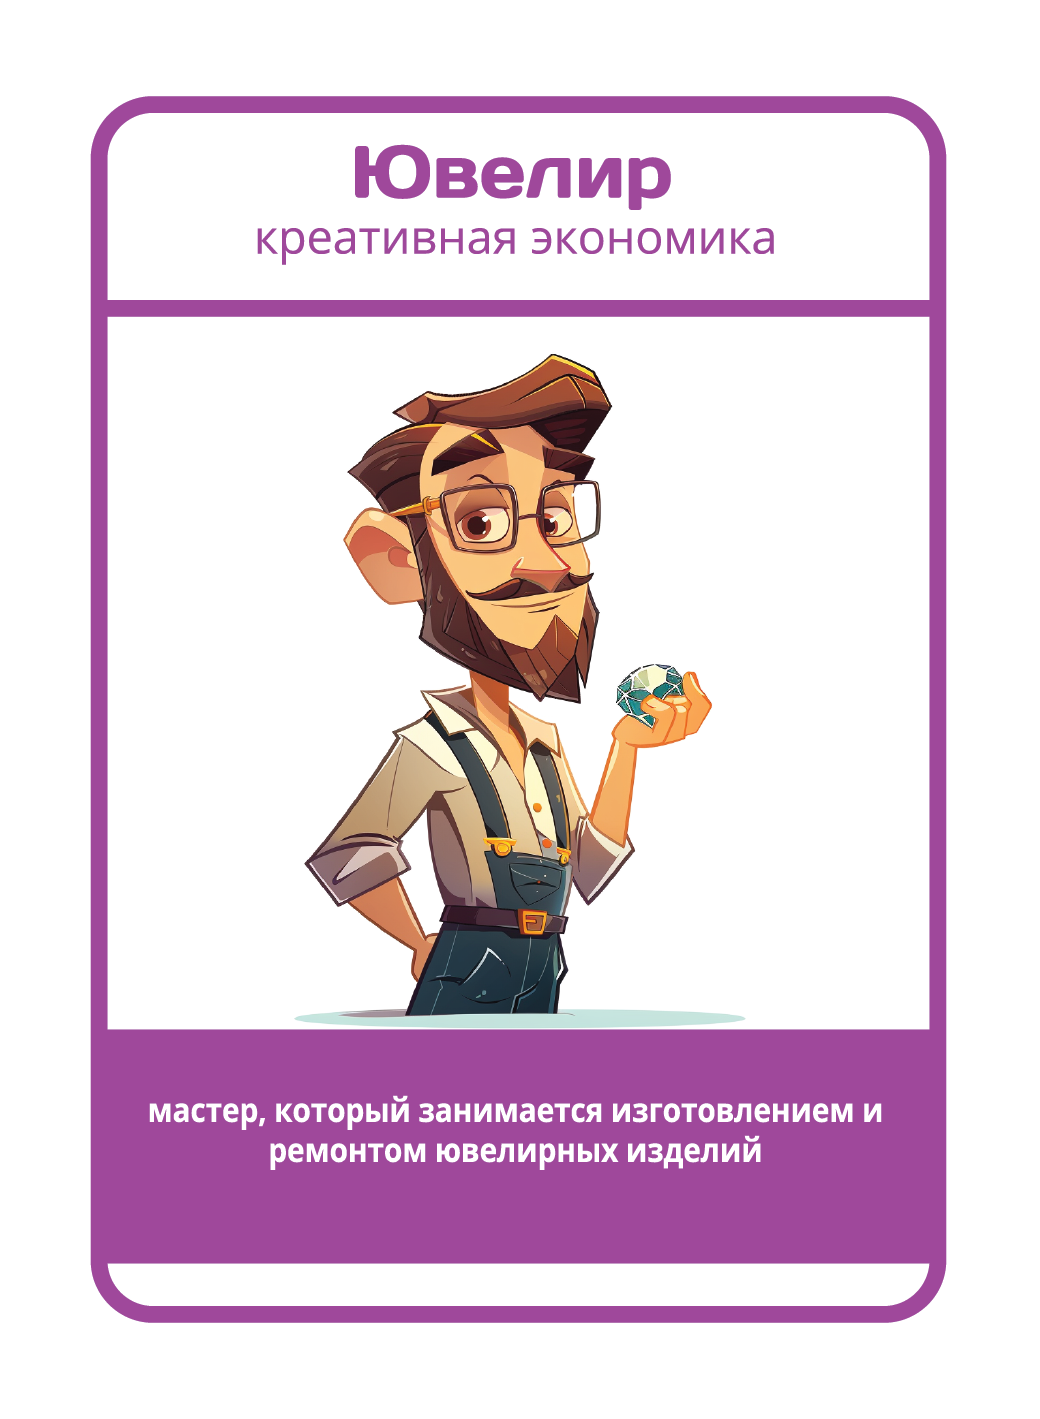 Ювелир
креативная экономика
мастер, который занимается изготовлением и
ремонтом ювелирных изделий